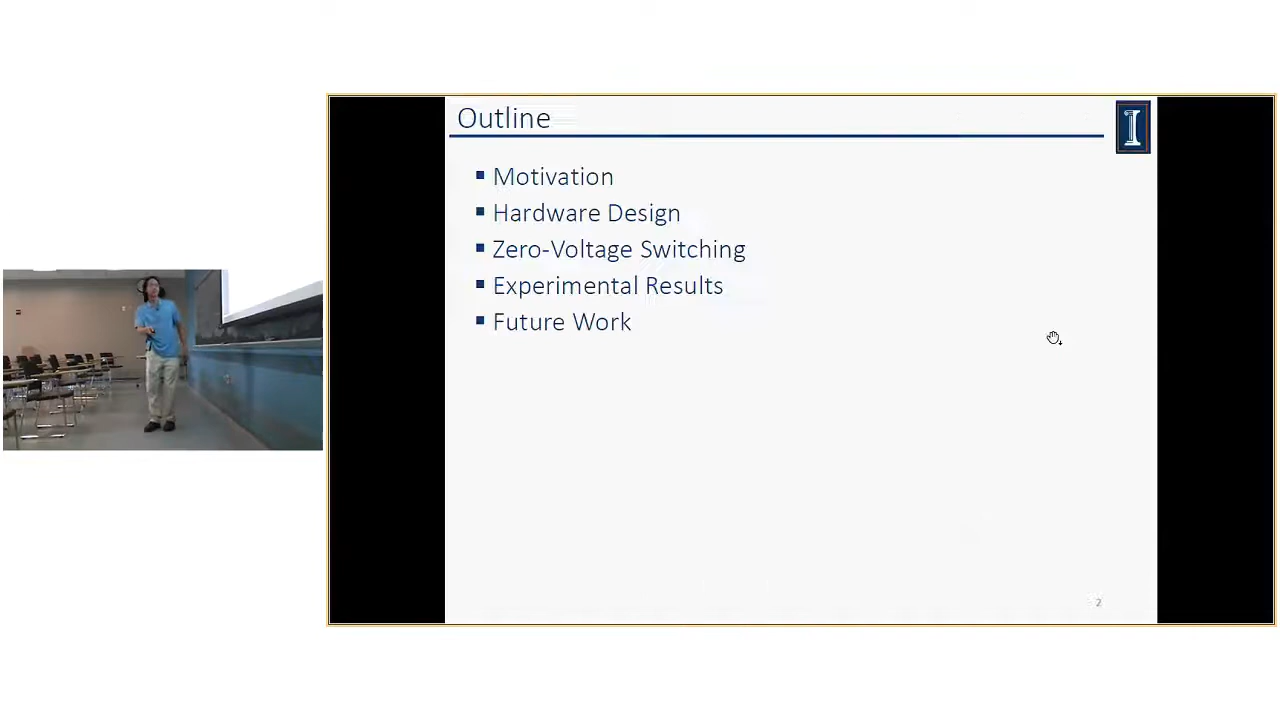 Outline
I
▪ Motivation
▪ Hardware Design
▪ Zero-Voltage Switching
▪ Experimental Results
▪ Future Work
2